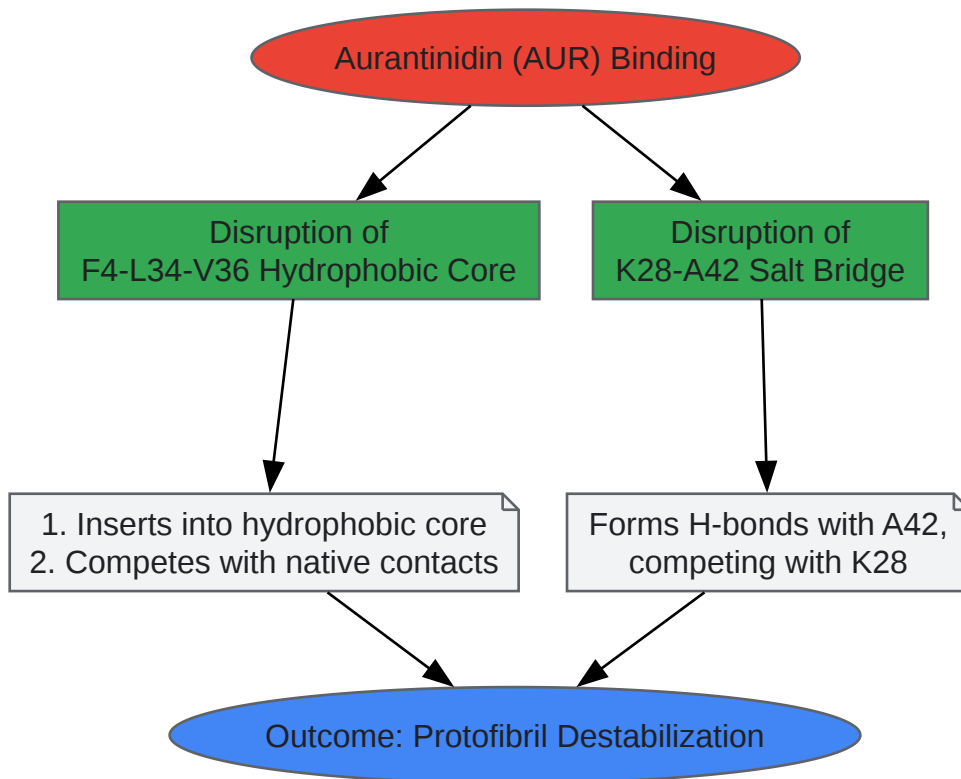 Aurantinidin (AUR) Binding
Disruption of
F4-L34-V36 Hydrophobic Core
Disruption of
K28-A42 Salt Bridge
1. Inserts into hydrophobic core
2. Competes with native contacts
Forms H-bonds with A42,
competing with K28
Outcome: Protofibril Destabilization